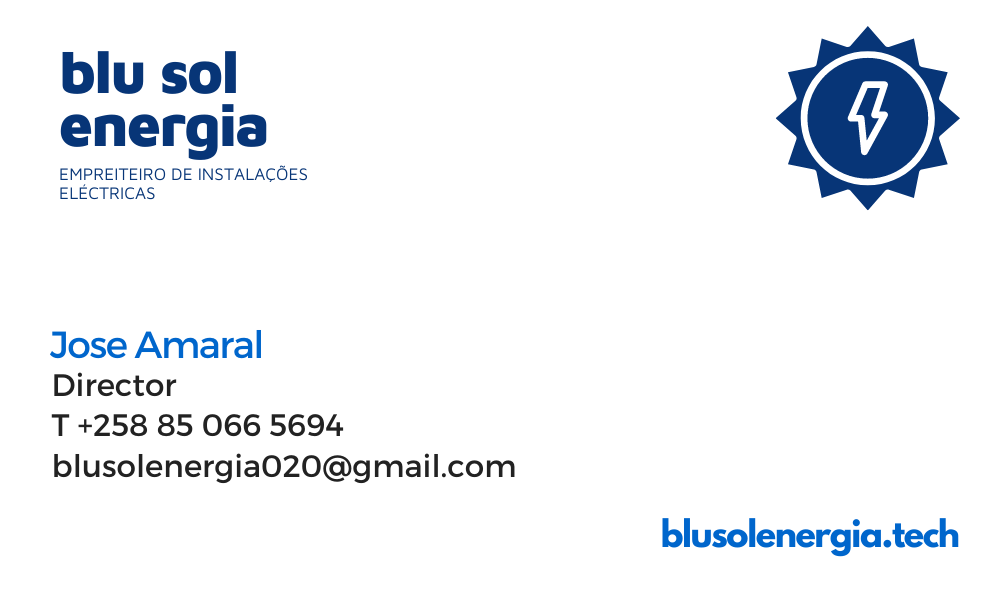 blu sol
energia
EMPREITEIRO DE INSTALAÇÕES
ELÉCTRICAS
Jose Amaral
Director
T +258 85 066 5694
blusolenergia020@gmail.com
blusolenergia.tech